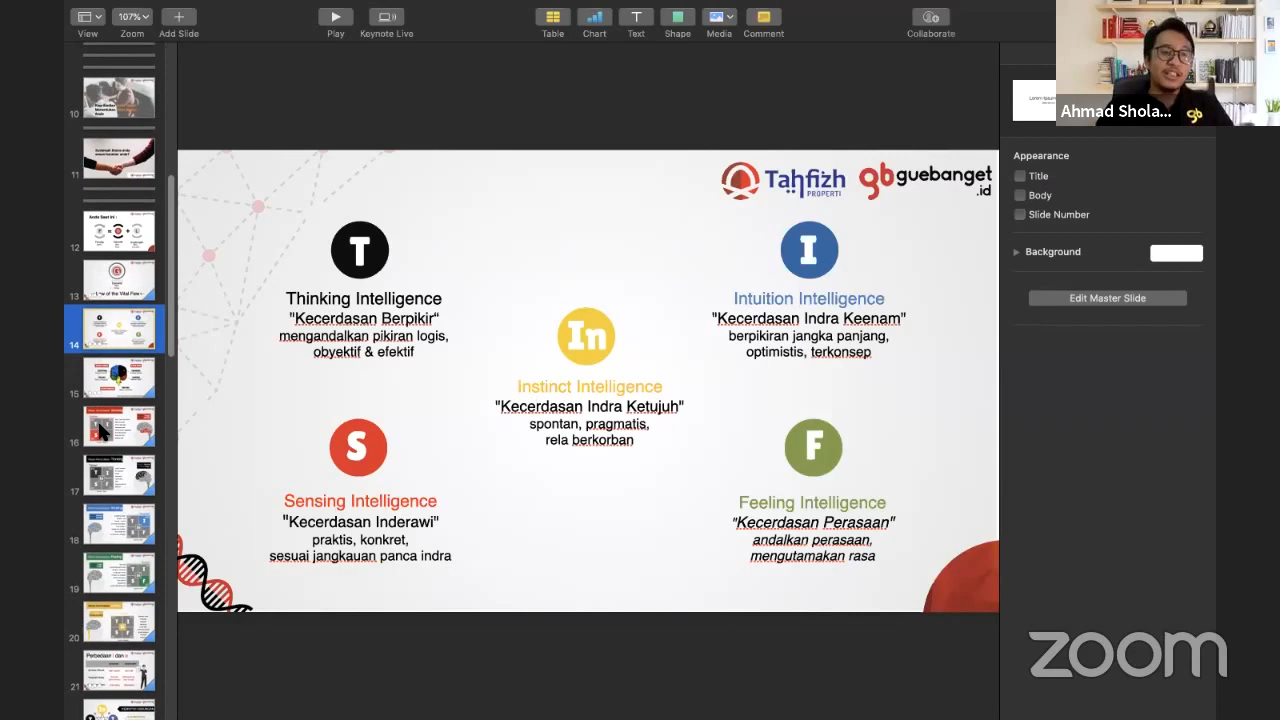 View
107%
Zoom
Add Slide
Play
Keynote Live
Table
Chart
Text
Shape
Media
Comment
Collaborate
Ahmad Shola...
Appearance
Title
Body
Slide Number
Background
Edit Master Slide
10
11
12
13
14
15
16
17
18
19
20
21
Tahfizh
PROPERTI
gb guebanget
.id
T
Thinking Intelligence
"Kecerdasan Berpikir“
mengandalkan pikiran logis,
obyektif & efektif
I
Intuition Intelligence
"Kecerdasan Indra Keenam"
berpikiran jangka panjang,
optimistis, terkonsep
In
Instinct Intelligence
"Kecerdasan Indra Ketujuh"
spontan, pragmatis,
rela berkorban
S
Sensing Intelligence
"Kecerdasan Inderawi"
praktis, konkret,
sesuai jangkauan panca indra
F
Feeling Intelligence
"Kecerdasan Perasaan"
andalkan perasaan,
mengutamakan rasa
zoom